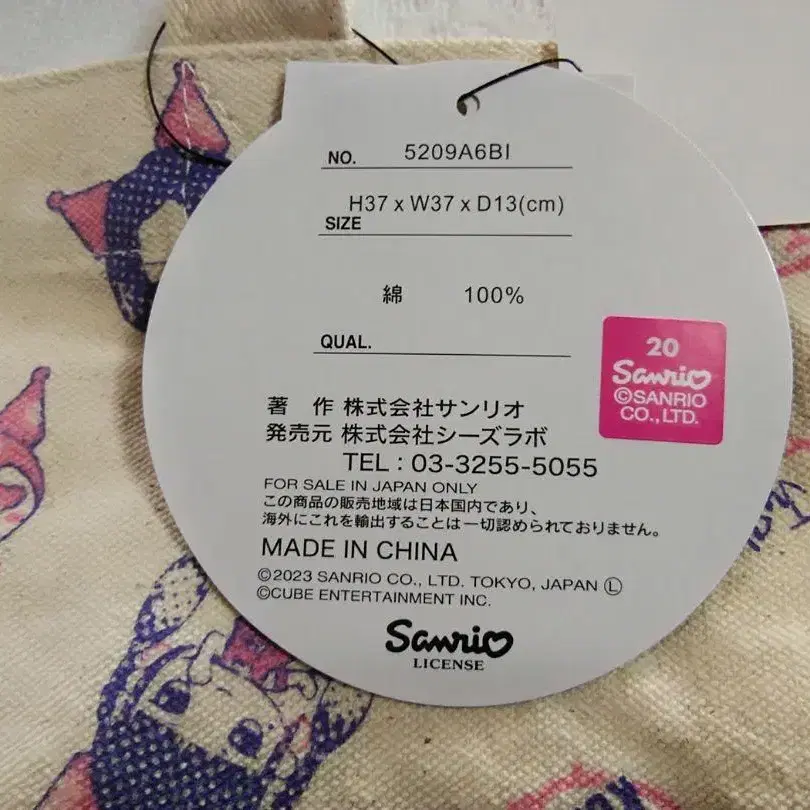 NO. 5209A6BI
H37 x W37 x D13(cm)
SIZE
綿 100%
QUAL.
20
Sanrio
©SANRIO
CO., LTD.
著 作 株式会社サンリオ
発売元 株式会社シーズラボ
TEL : 03-3255-5055
FOR SALE IN JAPAN ONLY
この商品の販売地域は日本国内であり、
海外にこれを輸出することは一切認められておりません。
MADE IN CHINA
©2023 SANRIO CO., LTD. TOKYO, JAPAN Ⓛ
©CUBE ENTERTAINMENT INC.
Sanrio
LICENSE